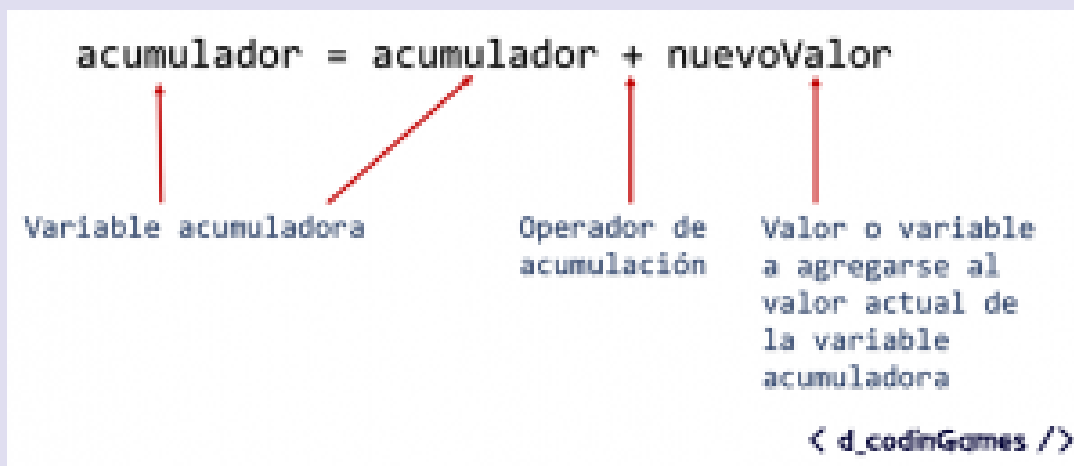 acumulador = acumulador + nuevoValor
Variable acumuladora
Operador de
acumulación
Valor o variable
a agregarse al
valor actual de
la variable
acumuladora
< d_codinGames />